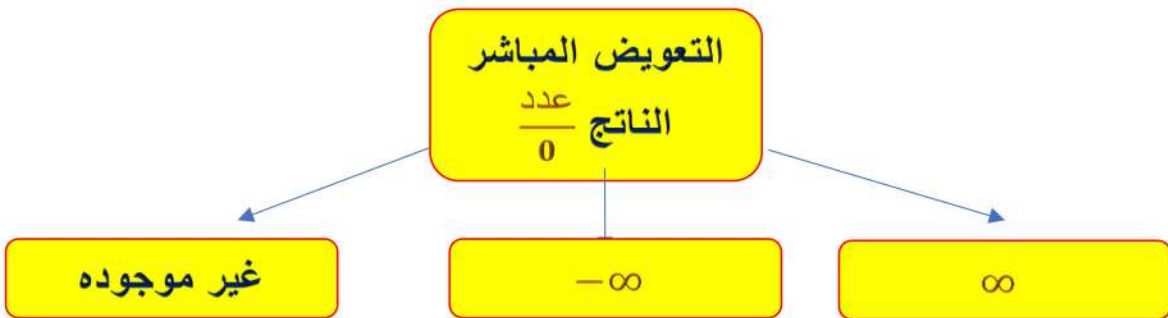 التعويض المباشر
الناتج عدد/0
∞
−∞
غير موجوده